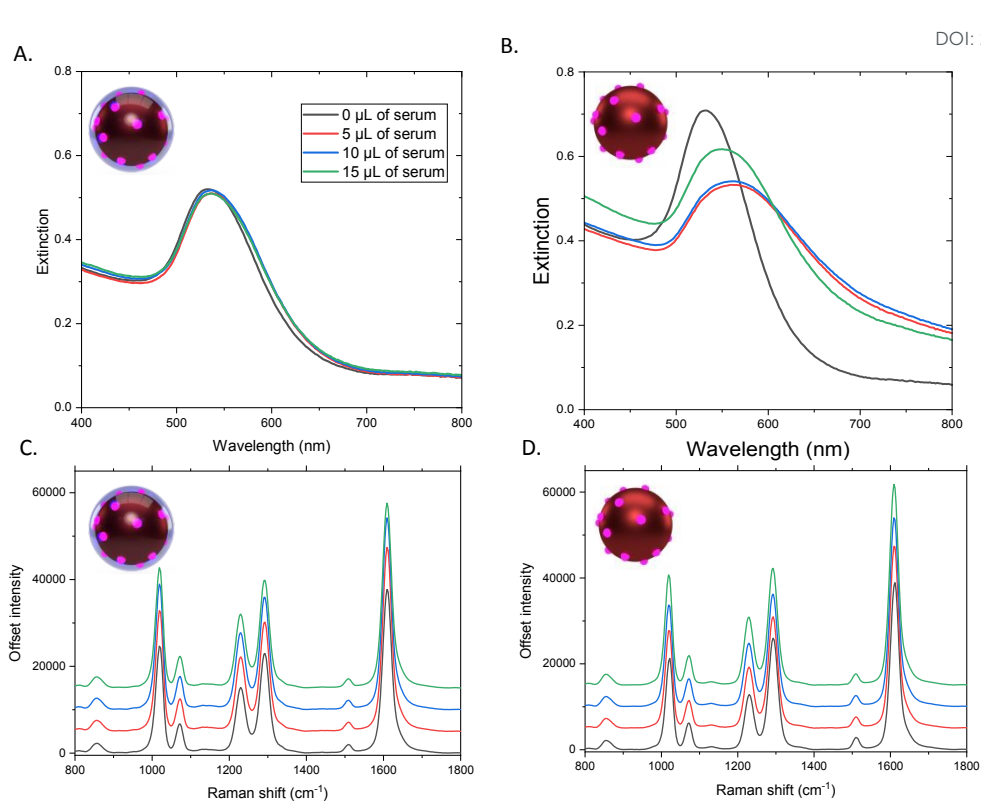 DOI:
A.
B.
0.8
0.6
0.4
0.2
0.0
Extinction
400
500
600
700
800
Wavelength (nm)
0 µL of serum
5 µL of serum
10 µL of serum
15 µL of serum
0.8
0.6
0.4
0.2
0.0
Extinction
400
500
600
700
800
Wavelength (nm)
C.
D.
60000
40000
20000
0
Offset intensity
800
1000
1200
1400
1600
1800
Raman shift (cm⁻¹)
60000
40000
20000
0
Offset intensity
800
1000
1200
1400
1600
1800
Raman shift (cm⁻¹)